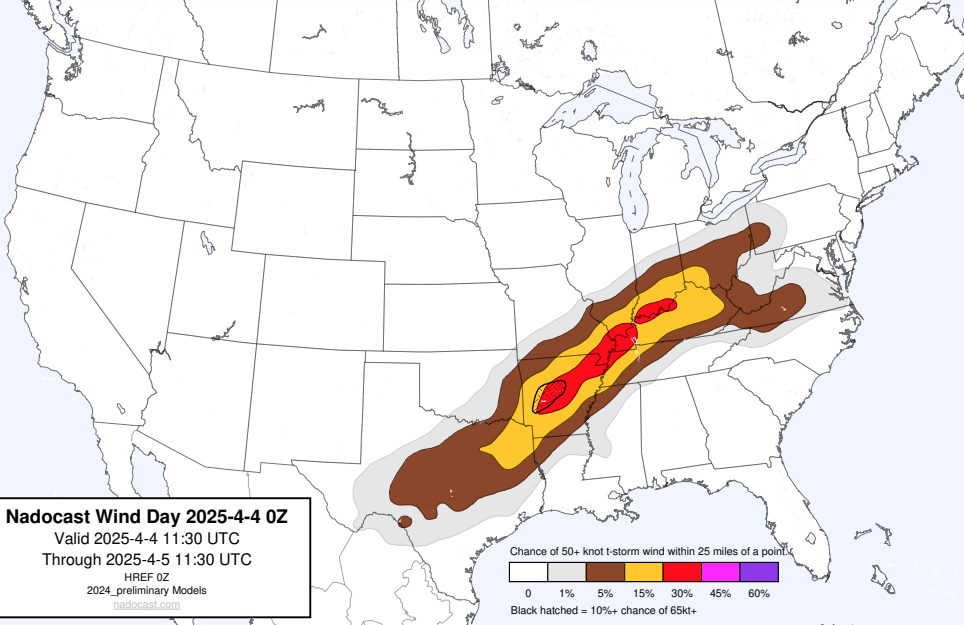 Nadocast Wind Day 2025-4-4 0Z
Valid 2025-4-4 11:30 UTC
Through 2025-4-5 11:30 UTC
HREF 0Z
2024_preliminary Models
nadocast.com
Chance of 50+ knot t-storm wind within 25 miles of a point.
0 1% 5% 15% 30% 45% 60%
Black hatched = 10%+ chance of 65kt+